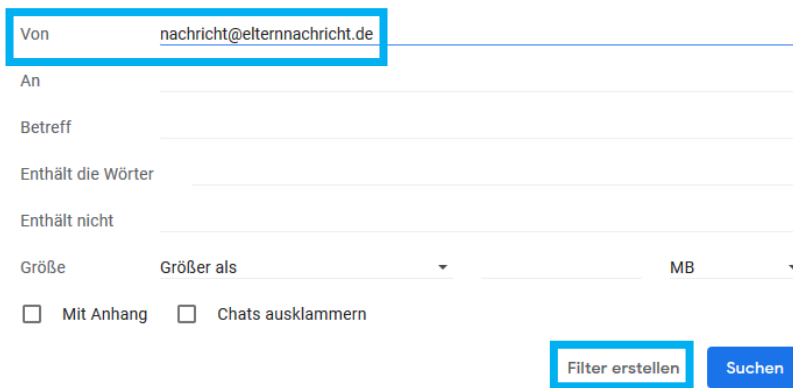 Von nachricht@elternnachricht.de
An
Betreff
Enthält die Wörter
Enthält nicht
Größe Größer als MB
Mit Anhang Chats ausklammern
Filter erstellen Suchen